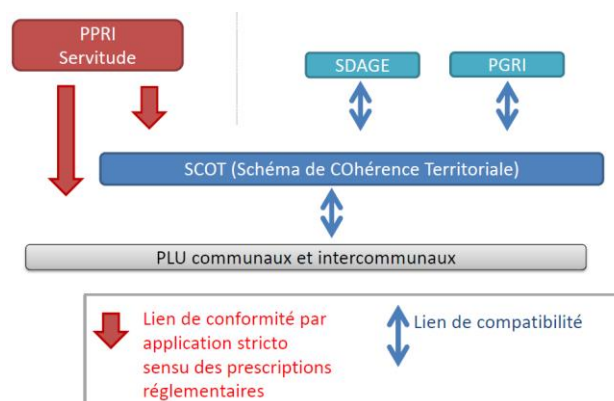 PPRI
Servitude
SDAGE
PGRI
SCOT (Schéma de COhérence Territoriale)
PLU communaux et intercommunaux
Lien de conformité par
application stricto
sensu des prescriptions
réglementaires
Lien de compatibilité